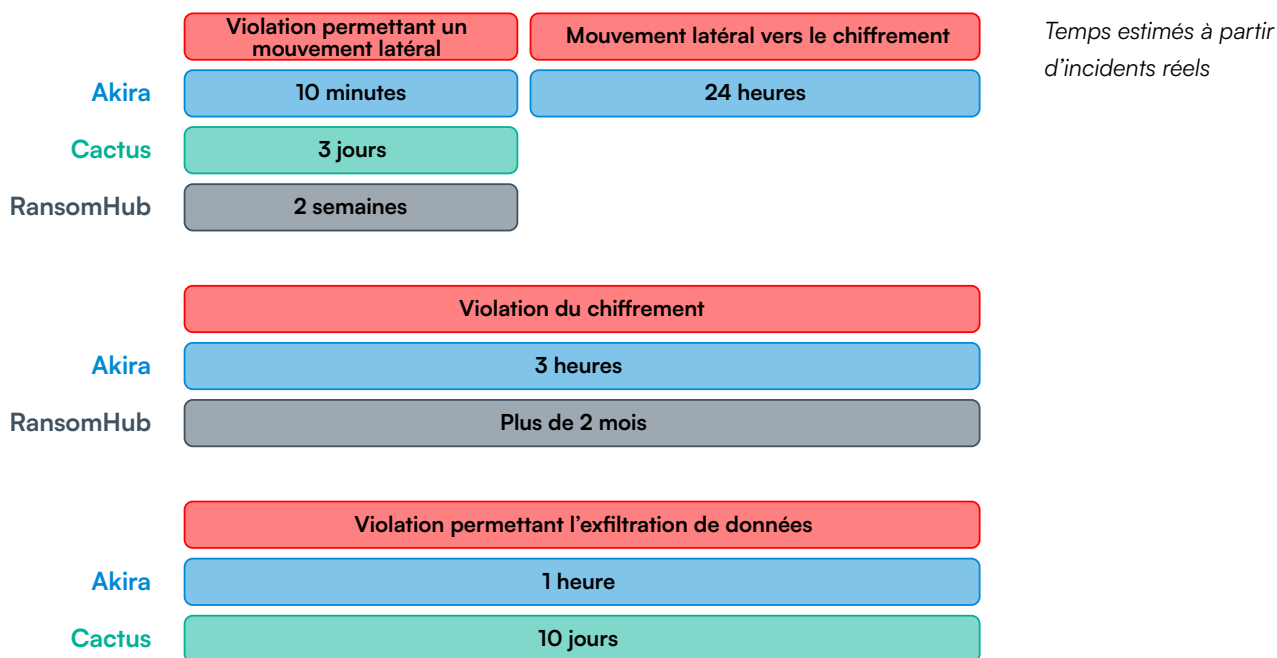 Violation permettant un
mouvement latéral
Mouvement latéral vers le chiffrement
Temps estimés à partir
d’incidents réels
Akira
10 minutes
24 heures
Cactus
3 jours
RansomHub
2 semaines
Violation du chiffrement
Akira
3 heures
RansomHub
Plus de 2 mois
Violation permettant l’exfiltration de données
Akira
1 heure
Cactus
10 jours